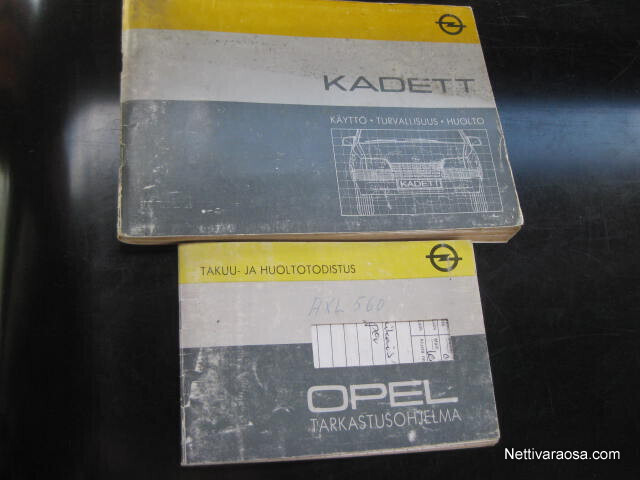 KADETT
KÄYTTÖ • TURVALLISUUS • HUOLTO
KADETT
TAKUU- JA HUOLTOTODISTUS
AXL 560
OPEL
TARKASTUSOHJELMA
Nettivaraosa.com